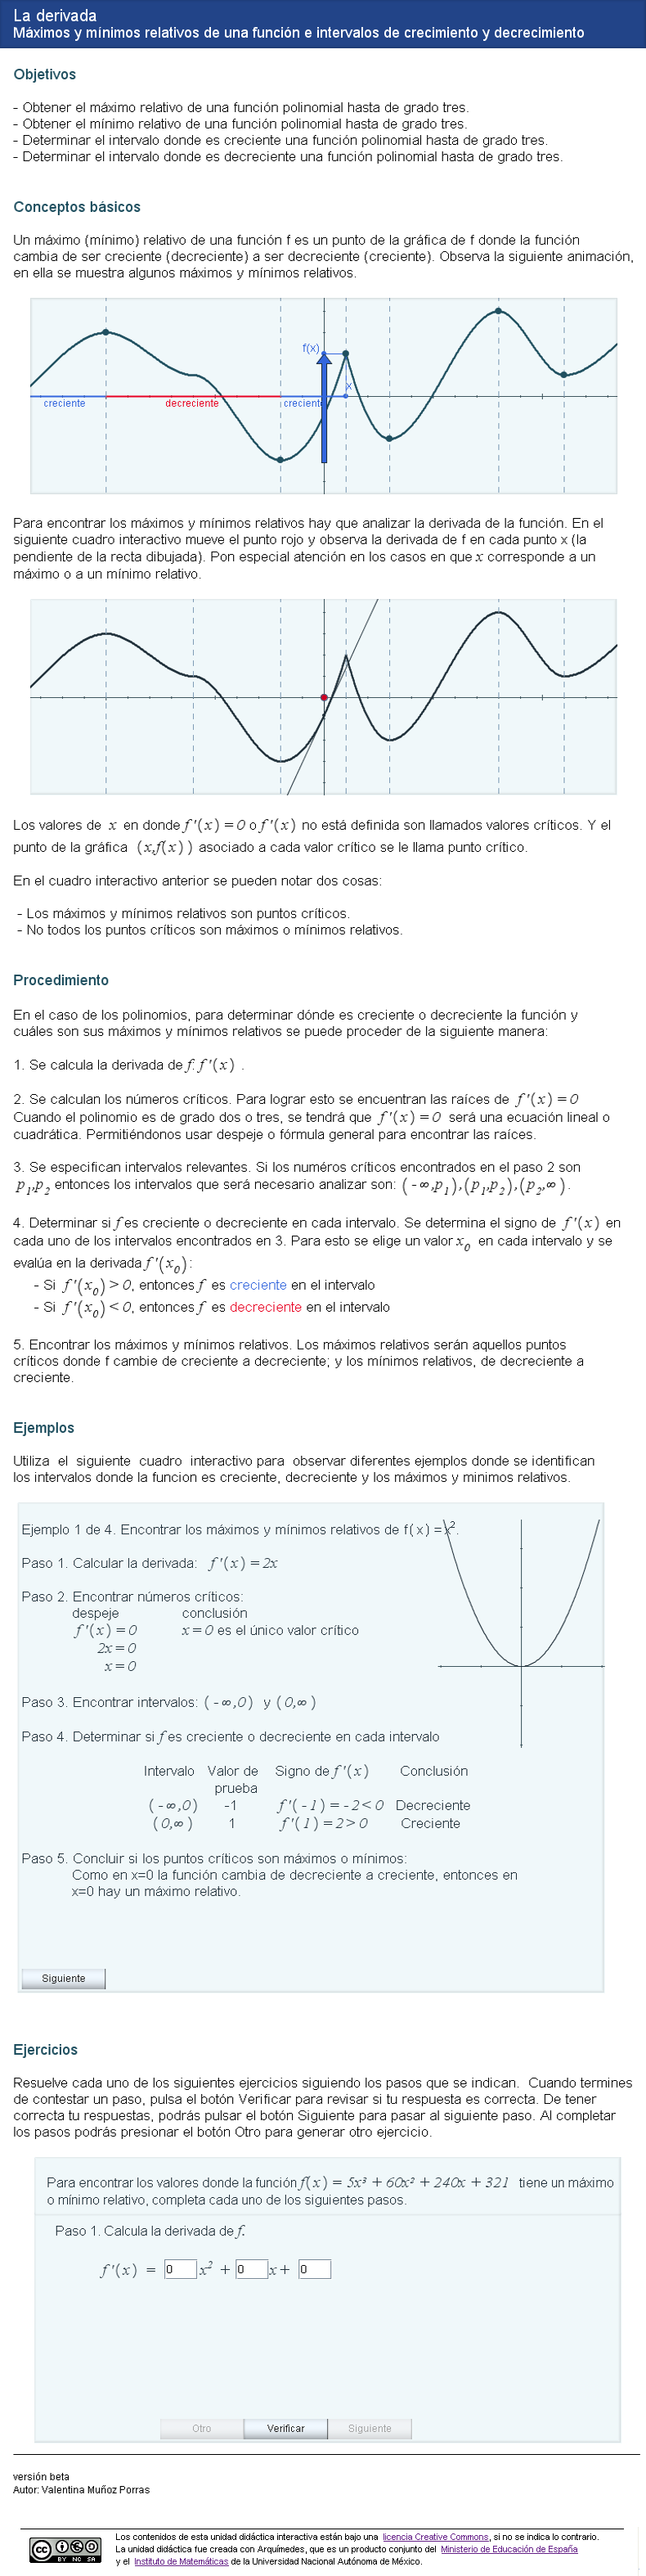 La derivada
Máximos y mínimos relativos de una función e intervalos de crecimiento y decrecimiento
Objetivos
- Obtener el máximo relativo de una función polinomial hasta de grado tres.
- Obtener el mínimo relativo de una función polinomial hasta de grado tres.
- Determinar el intervalo donde es creciente una función polinomial hasta de grado tres.
- Determinar el intervalo donde es decreciente una función polinomial hasta de grado tres.
Conceptos básicos
Un máximo (mínimo) relativo de una función f es un punto de la gráfica de f donde la función
cambia de ser creciente (decreciente) a ser decreciente (creciente). Observa la siguiente animación,
en ella se muestra algunos máximos y mínimos relativos.
f(x)
x
creciente decreciente creciente
Para encontrar los máximos y mínimos relativos hay que analizar la derivada de la función. En el
siguiente cuadro interactivo mueve el punto rojo y observa la derivada de f en cada punto x (la
pendiente de la recta dibujada). Pon especial atención en los casos en que x corresponde a un
máximo o a un mínimo relativo.
Los valores de x en donde f'(x)=0 o f'(x) no está definida son llamados valores críticos. Y el
punto de la gráfica (x,f(x)) asociado a cada valor crítico se le llama punto crítico.
En el cuadro interactivo anterior se pueden notar dos cosas:
- Los máximos y mínimos relativos son puntos críticos.
- No todos los puntos críticos son máximos o mínimos relativos.
Procedimiento
En el caso de los polinomios, para determinar dónde es creciente o decreciente la función y
cuáles son sus máximos y mínimos relativos se puede proceder de la siguiente manera:
1. Se calcula la derivada de f: f'(x) .
2. Se calculan los números críticos. Para lograr esto se encuentran las raíces de f'(x)=0
Cuando el polinomio es de grado dos o tres, se tendrá que f'(x)=0 será una ecuación lineal o
cuadrática. Permitiéndonos usar despeje o fórmula general para encontrar las raíces.
3. Se especifican intervalos relevantes. Si los numéros críticos encontrados en el paso 2 son
p₁,p₂ entonces los intervalos que será necesario analizar son: (-∞,p₁),(p₁,p₂),(p₂,∞).
4. Determinar si f es creciente o decreciente en cada intervalo. Se determina el signo de f'(x) en
cada uno de los intervalos encontrados en 3. Para esto se elige un valor x₀ en cada intervalo y se
evalúa en la derivada f'(x₀):
- Si f'(x₀)>0, entonces f es creciente en el intervalo
- Si f'(x₀)<0, entonces f es decreciente en el intervalo
5. Encontrar los máximos y mínimos relativos. Los máximos relativos serán aquellos puntos
críticos donde f cambie de creciente a decreciente; y los mínimos relativos, de decreciente a
creciente.
Ejemplos
Utiliza el siguiente cuadro interactivo para observar diferentes ejemplos donde se identifican
los intervalos donde la funcion es creciente, decreciente y los máximos y minimos relativos.
Ejemplo 1 de 4. Encontrar los máximos y mínimos relativos de f(x)=x².
Paso 1. Calcular la derivada: f'(x)=2x
Paso 2. Encontrar números críticos:
despeje conclusión
f'(x)=0 x=0 es el único valor crítico
2x=0
x=0
Paso 3. Encontrar intervalos: (-∞,0) y (0,∞)
Paso 4. Determinar si f es creciente o decreciente en cada intervalo
Intervalo Valor de Signo de f'(x) Conclusión
prueba
(-∞,0) -1 f'(-1)=-2<0 Decreciente
(0,∞) 1 f'(1)=2>0 Creciente
Paso 5. Concluir si los puntos críticos son máximos o mínimos:
Como en x=0 la función cambia de decreciente a creciente, entonces en
x=0 hay un máximo relativo.
Siguiente
Ejercicios
Resuelve cada uno de los siguientes ejercicios siguiendo los pasos que se indican. Cuando termines
de contestar un paso, pulsa el botón Verificar para revisar si tu respuesta es correcta. De tener
correcta tu respuestas, podrás pulsar el botón Siguiente para pasar al siguiente paso. Al completar
los pasos podrás presionar el botón Otro para generar otro ejercicio.
Para encontrar los valores donde la función f(x) = 5x³ + 60x² + 240x + 321 tiene un máximo
o mínimo relativo, completa cada uno de los siguientes pasos.
Paso 1. Calcula la derivada de f.
f'(x) = 0 x² + 0 x + 0
Otro Verificar Siguiente
versión beta
Autor: Valentina Muñoz Porras
CC BY NC SA
Los contenidos de esta unidad didáctica interactiva están bajo una licencia Creative Commons, si no se indica lo contrario.
La unidad didáctica fue creada con Arquímedes, que es un producto conjunto del Ministerio de Educación de España
y el Instituto de Matemáticas de la Universidad Nacional Autónoma de México.